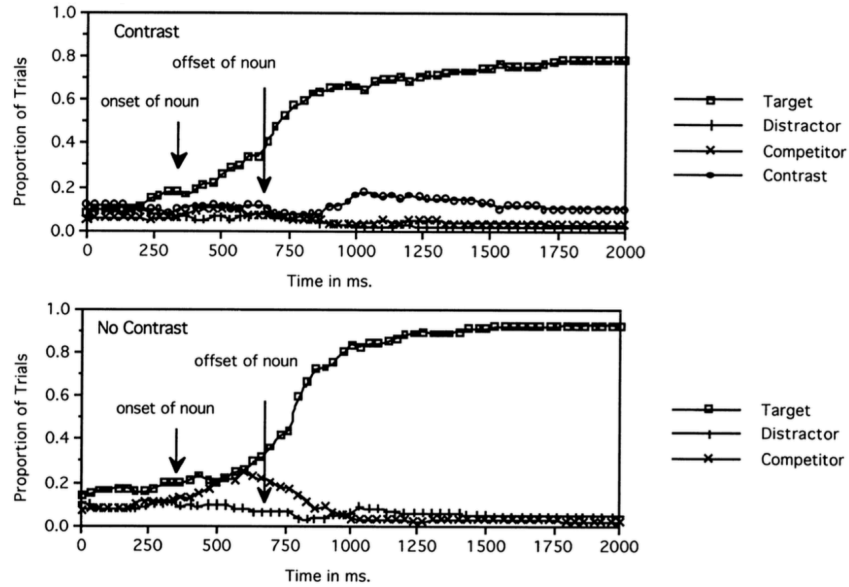 Contrast
offset of noun
onset of noun
Proportion of Trials
1.0
0.8
0.6
0.4
0.2
0.0
0 250 500 750 1000 1250 1500 1750 2000
Time in ms.
Target
Distractor
Competitor
Contrast
No Contrast
offset of noun
onset of noun
Proportion of Trials
1.0
0.8
0.6
0.4
0.2
0.0
0 250 500 750 1000 1250 1500 1750 2000
Time in ms.
Target
Distractor
Competitor